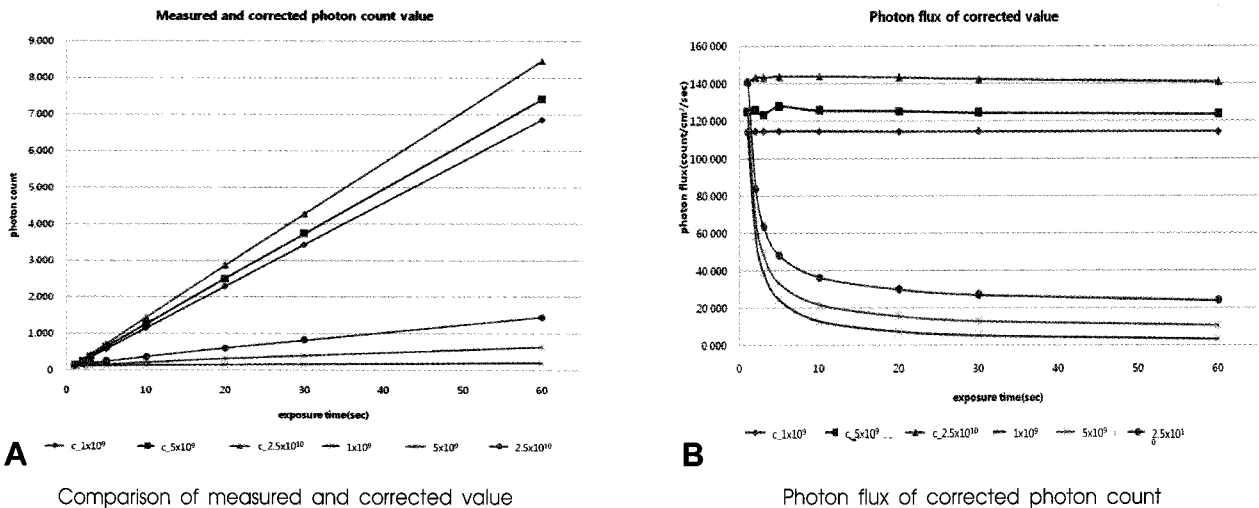 Measured and corrected photon count value
9.000
8.000
7.000
6.000
5.000
4.000
3.000
2.000
1.000
0
photon count
0 10 20 30 40 50 60
exposure time(sec)
c_1x10⁹ c_5x10⁹ c_2.5x10¹⁰ 1x10⁹ 5x10⁹ 2.5x10¹⁰
A
Comparison of measured and corrected value
Photon flux of corrected value
160 000
140 000
120 000
100 000
80 000
60 000
40 000
20 000
0 000
photon flux(count/cm²/sec)
0 10 20 30 40 50 60
exposure time(sec)
c_1x10⁹ c_5x10⁹ c_2.5x10¹⁰ 1x10⁹ 5x10⁹ 2.5x10¹
0
B
Photon flux of corrected photon count